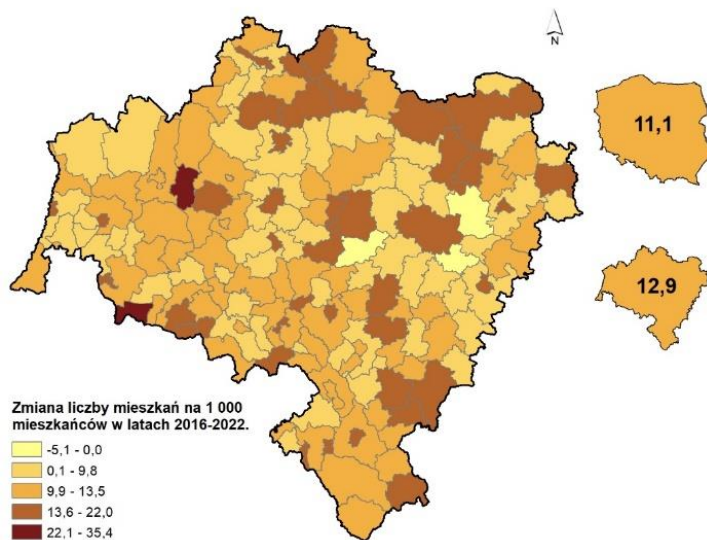 N
11,1
12,9
Zmiana liczby mieszkań na 1 000
mieszkańców w latach 2016-2022.
-5,1 - 0,0
0,1 - 9,8
9,9 - 13,5
13,6 - 22,0
22,1 - 35,4